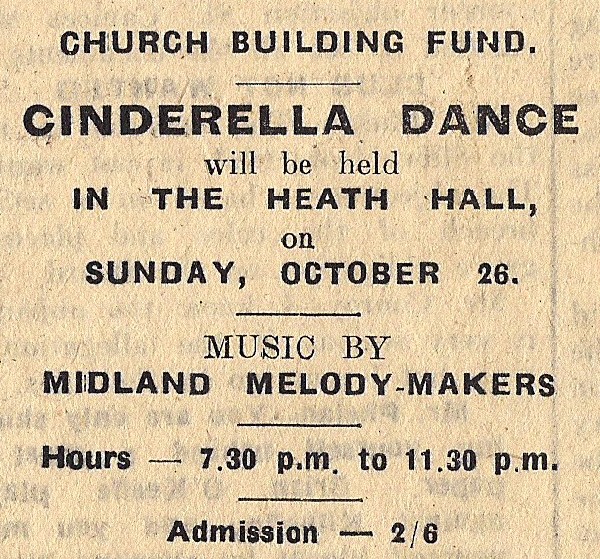 CHURCH BUILDING FUND.
CINDERELLA DANCE
will be held
IN THE HEATH HALL,
on
SUNDAY, OCTOBER 26.
MUSIC BY
MIDLAND MELODY-MAKERS
Hours — 7.30 p.m. to 11.30 p.m.
Admission — 2/6